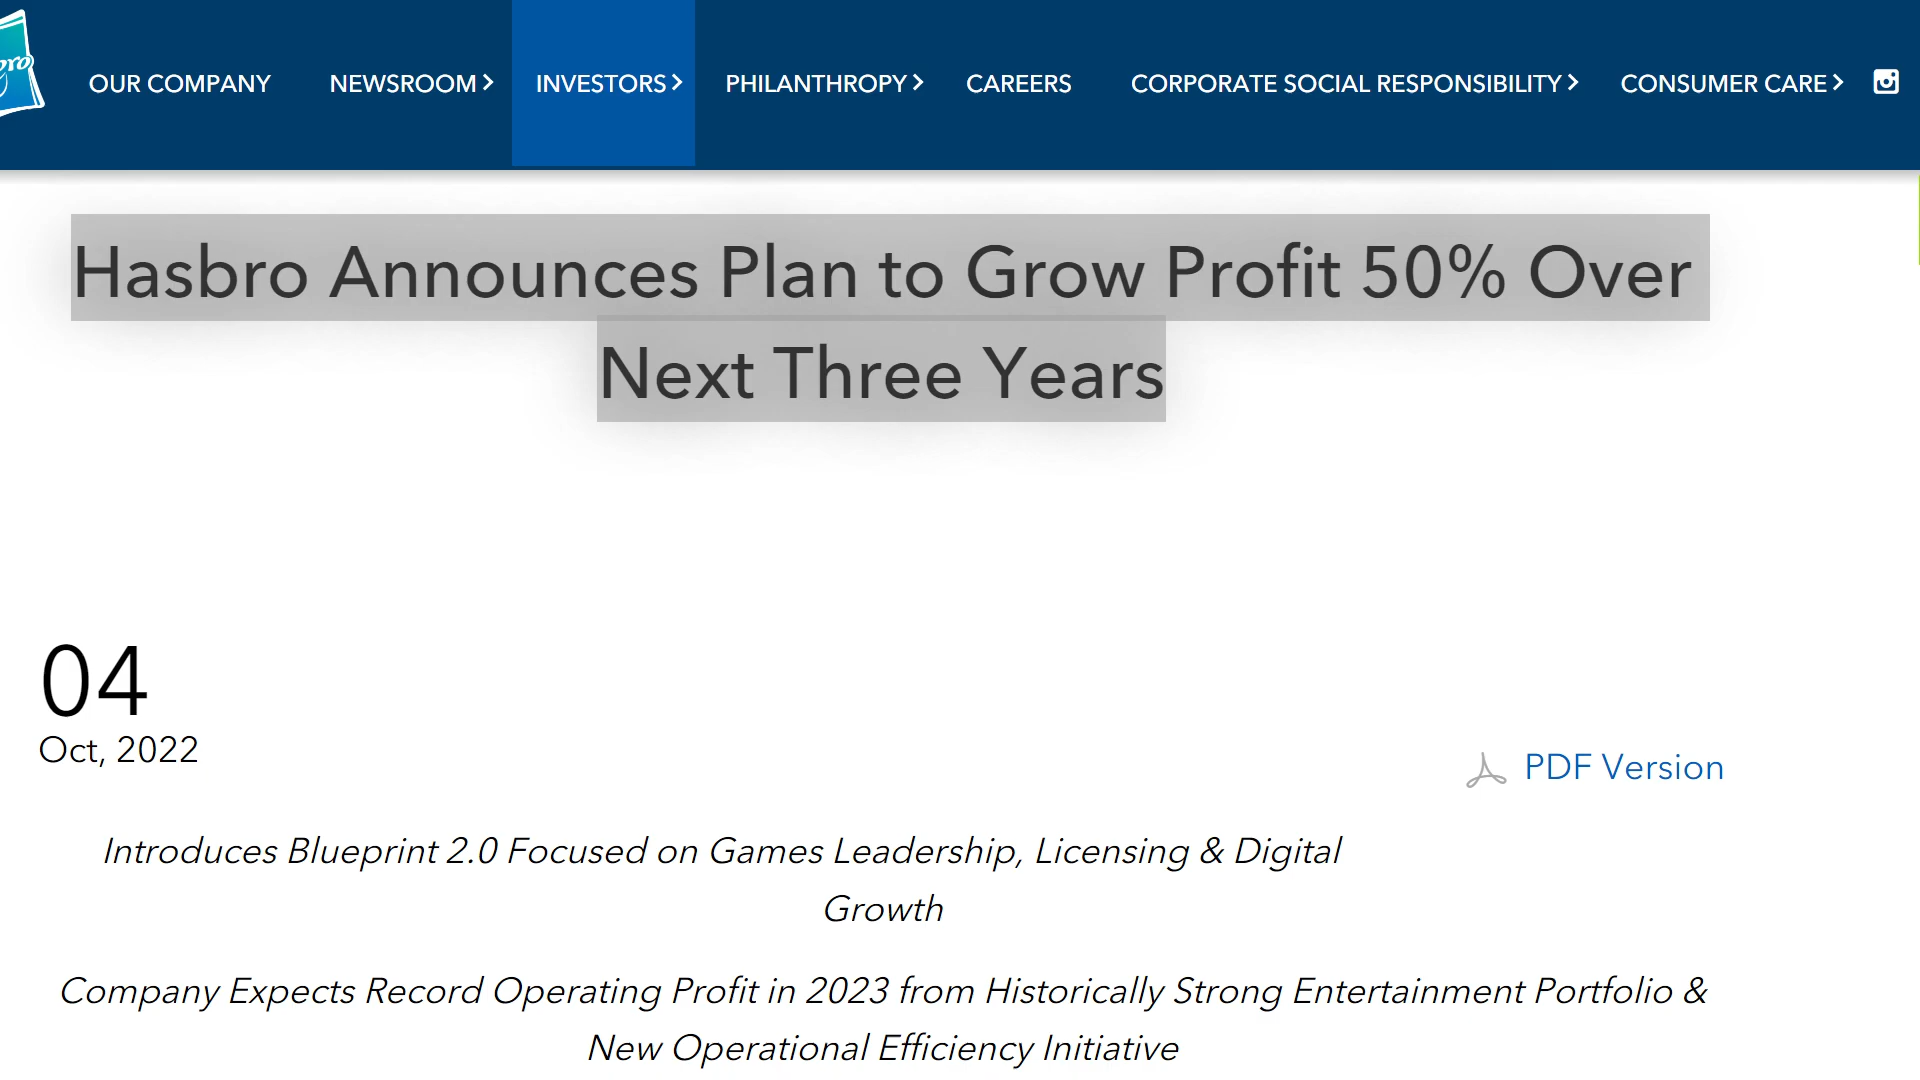 OUR COMPANY NEWSROOM INVESTORS PHILANTHROPY CAREERS CORPORATE SOCIAL RESPONSIBILITY CONSUMER CARE
Hasbro Announces Plan to Grow Profit 50% Over
Next Three Years
04
Oct, 2022
PDF Version
Introduces Blueprint 2.0 Focused on Games Leadership, Licensing & Digital
Growth
Company Expects Record Operating Profit in 2023 from Historically Strong Entertainment Portfolio &
New Operational Efficiency Initiative